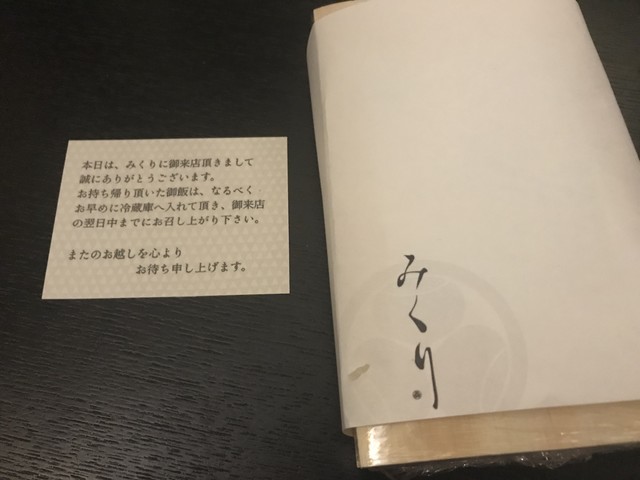 本日は、みくりに御来店頂きまして
誠にありがとうございます。
お持ち帰り頂いた御飯は、なるべく
お早めに冷蔵庫へ入れて頂き、御来店
の翌日中までにお召し上がり下さい。
またのお越しを心より
お待ち申し上げます。
みくり